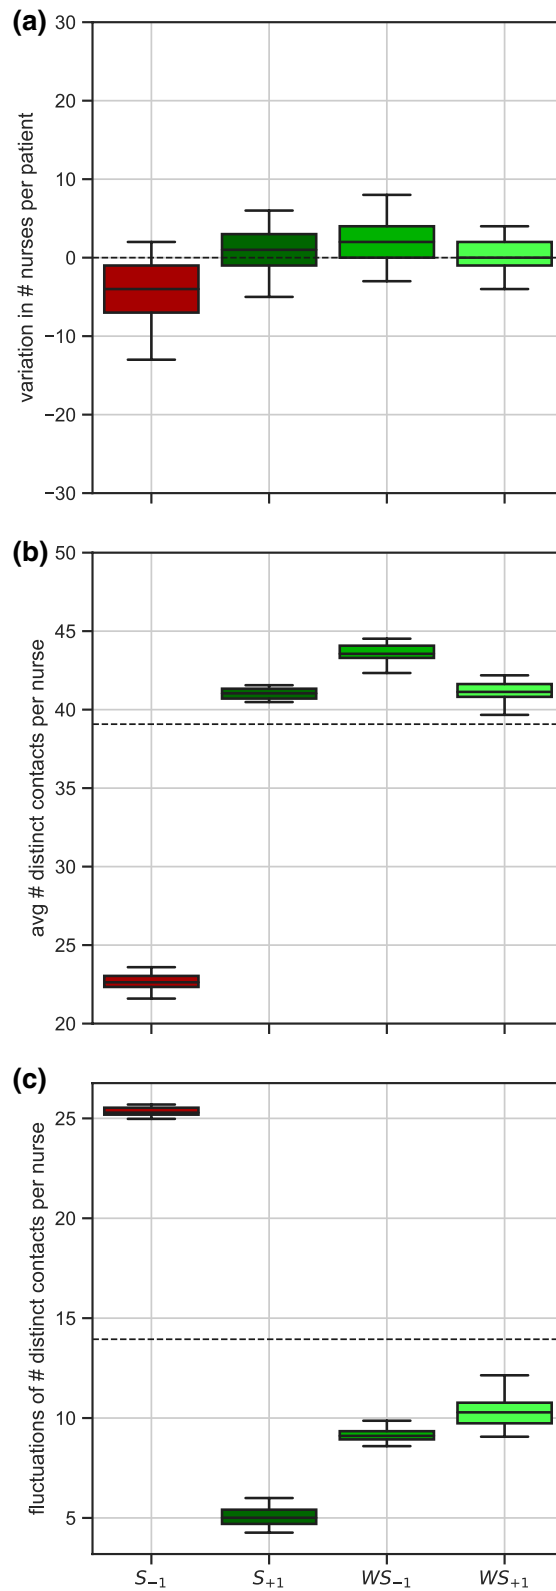 (a)
variation in # nurses per patient
30
20
10
0
−10
−20
−30
(b)
avg # distinct contacts per nurse
50
45
40
35
30
25
20
(c)
fluctuations of # distinct contacts per nurse
25
20
15
10
5
S₋₁ S₊₁ WS₋₁ WS₊₁